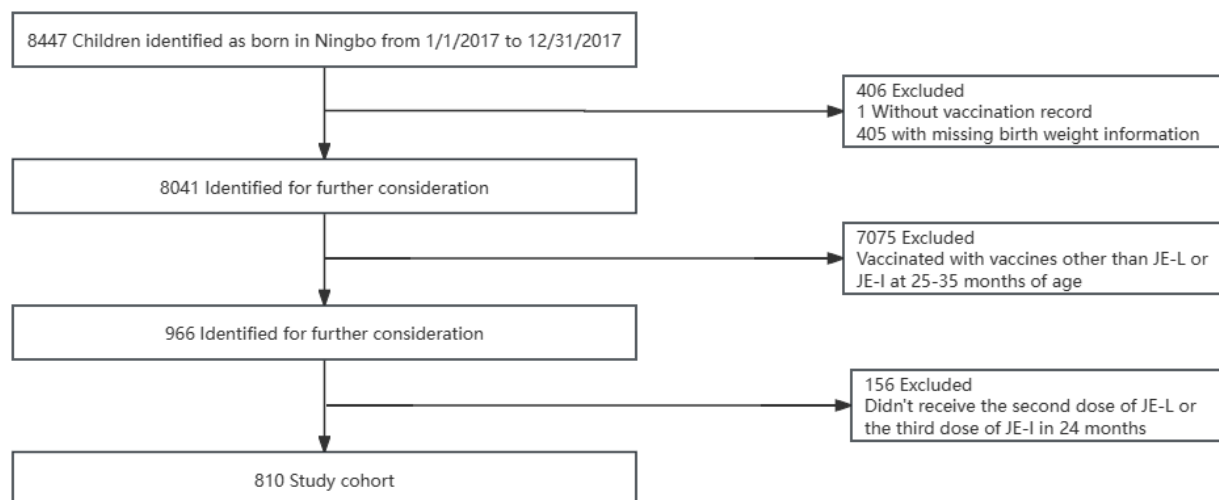 8447 Children identified as born in Ningbo from 1/1/2017 to 12/31/2017
406 Excluded
1 Without vaccination record
405 with missing birth weight information
8041 Identified for further consideration
7075 Excluded
Vaccinated with vaccines other than JE-L or
JE-I at 25-35 months of age
966 Identified for further consideration
156 Excluded
Didn't receive the second dose of JE-L or
the third dose of JE-I in 24 months
810 Study cohort